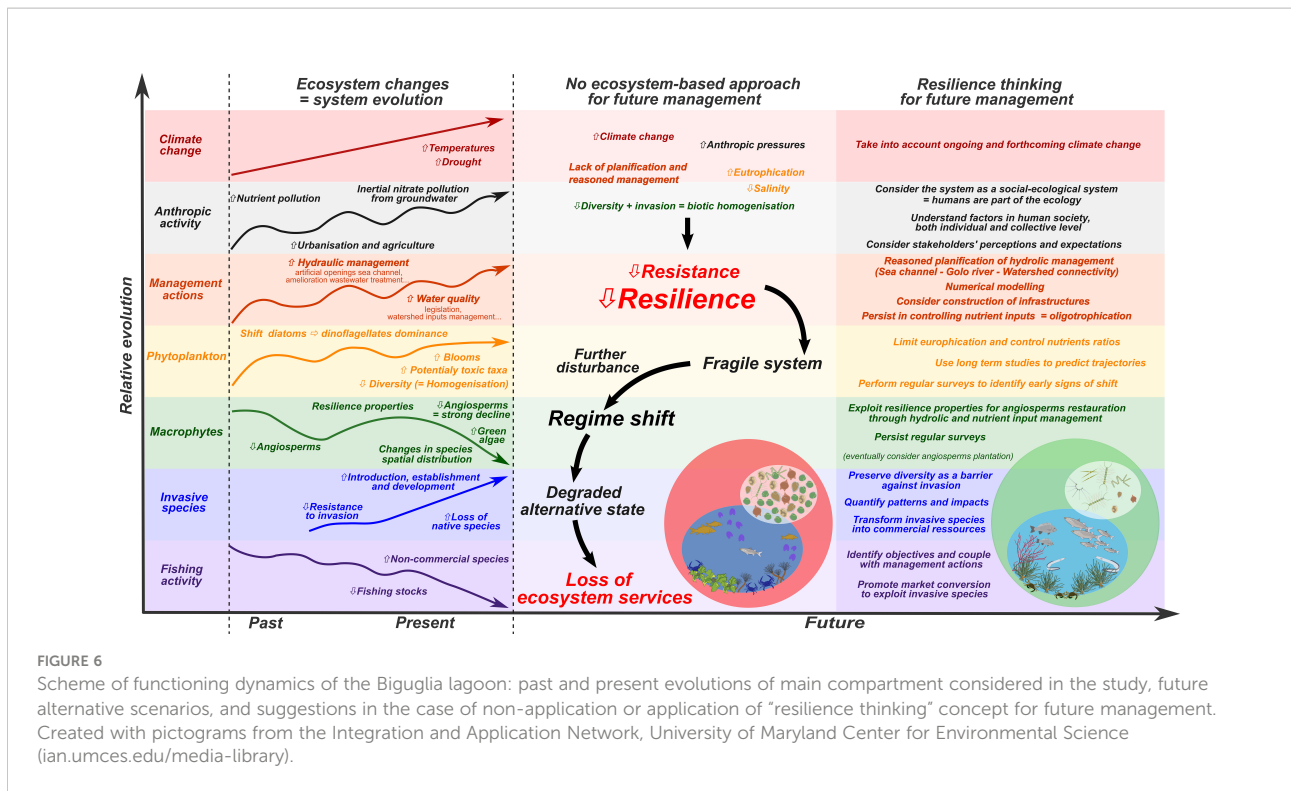 Ecosystem changes
= system evolution
No ecosystem-based approach
for future management
Resilience thinking
for future management
Relative evolution
Climate
change
⇧Temperatures
⇧Drought
⇧Climate change
⇧Anthropic pressures
Lack of planification and
reasoned management
⇧Eutrophication
⇩Salinity
⇩Diversity + invasion = biotic homogenisation
Take into account ongoing and forthcoming climate change
Anthropic
activity
⇧Nutrient pollution
Inertial nitrate pollution
from groundwater
⇧Urbanisation and agriculture
Consider the system as a social-ecological system
= humans are part of the ecology
Understand factors in human society,
both individual and collective level
Consider stakeholders' perceptions and expectations
Management
actions
⇧ Hydraulic management
artificial openings sea channel,
amelioration wastewater treatment...
⇧ Water quality
legislation,
watershed inputs management...
⇩Resistance
⇩Resilience
Reasoned planification of hydrolic management
(Sea channel - Golo river - Watershed connectivity)
Numerical modelling
Consider construction of infrastructures
Persist in controlling nutrient inputs = oligotrophication
Phytoplankton
Shift diatoms ⇨ dinoflagellates dominance
⇧ Blooms
⇧ Potentialy toxic taxa
⇩ Diversity (= Homogenisation)
Further
disturbance
Fragile system
Limit europhication and control nutrients ratios
Use long term studies to predict trajectories
Perform regular surveys to identify early signs of shift
Macrophytes
Resilience properties
⇩Angiosperms
= strong decline
⇩Angiosperms
⇧Green
algae
Changes in species
spatial distribution
Regime shift
Exploit resilience properties for angiosperms restauration
through hydrolic and nutrient input management
Persist regular surveys
(eventually consider angiosperms plantation)
Invasive
species
⇧Introduction, establishment
and development
⇩Resistance
to invasion
⇧Loss of
native species
Degraded
alternative state
Preserve diversity as a barrier
against invasion
Quantify patterns and impacts
Transform invasive species
into commercial ressources
Fishing
activity
⇧Non-commercial species
⇩Fishing stocks
Loss of
ecosystem services
Identify objectives and couple
with management actions
Promote market conversion
to exploit invasive species
Past
Present
Future
FIGURE 6
Scheme of functioning dynamics of the Biguglia lagoon: past and present evolutions of main compartment considered in the study, future
alternative scenarios, and suggestions in the case of non-application or application of "resilience thinking" concept for future management.
Created with pictograms from the Integration and Application Network, University of Maryland Center for Environmental Science
(ian.umces.edu/media-library).